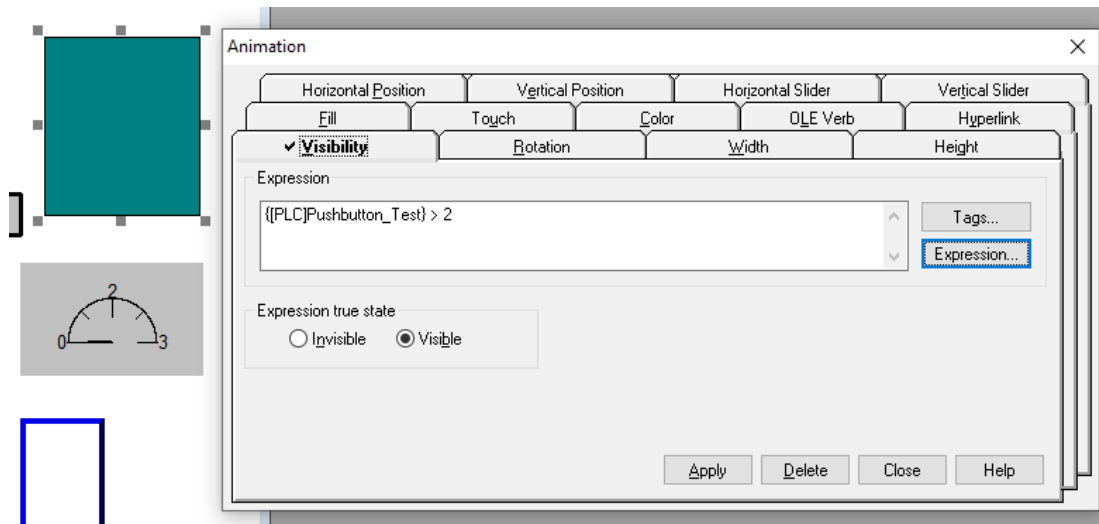 Animation
Horizontal Position Vertical Position Horizontal Slider Vertical Slider
Fill Touch Color OLE Verb Hyperlink
Visibility Rotation Width Height
Expression
{[PLC]Pushbutton_Test} > 2
Tags...
Expression...
Expression true state
Invisible Visible
Apply Delete Close Help
2
0 3